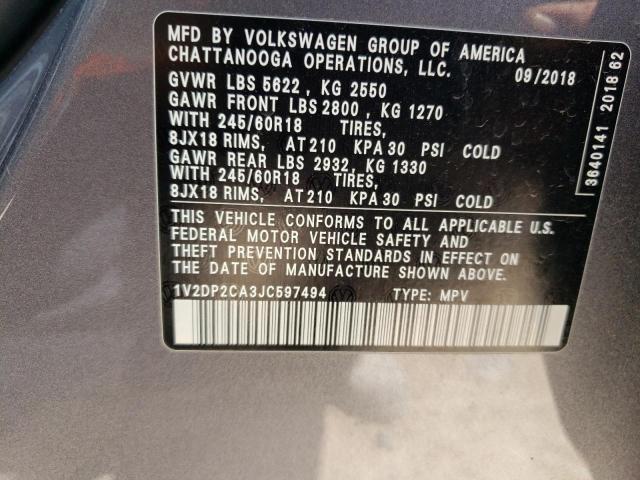 MFD BY VOLKSWAGEN GROUP OF AMERICA
CHATTANOOGA OPERATIONS, LLC. 09/2018
GVWR LBS 5622 , KG 2550
GAWR FRONT LBS 2800 , KG 1270
WITH 245/60R18 TIRES,
8JX18 RIMS, AT 210 KPA 30 PSI COLD
GAWR REAR LBS 2932, KG 1330
WITH 245/60R18 TIRES,
8JX18 RIMS, AT 210 KPA 30 PSI COLD
THIS VEHICLE CONFORMS TO ALL APPLICABLE U.S.
FEDERAL MOTOR VEHICLE SAFETY AND
THEFT PREVENTION STANDARDS IN EFFECT ON
THE DATE OF MANUFACTURE SHOWN ABOVE.
1V2DP2CA3JC597494 TYPE: MPV
3640141 2018 62